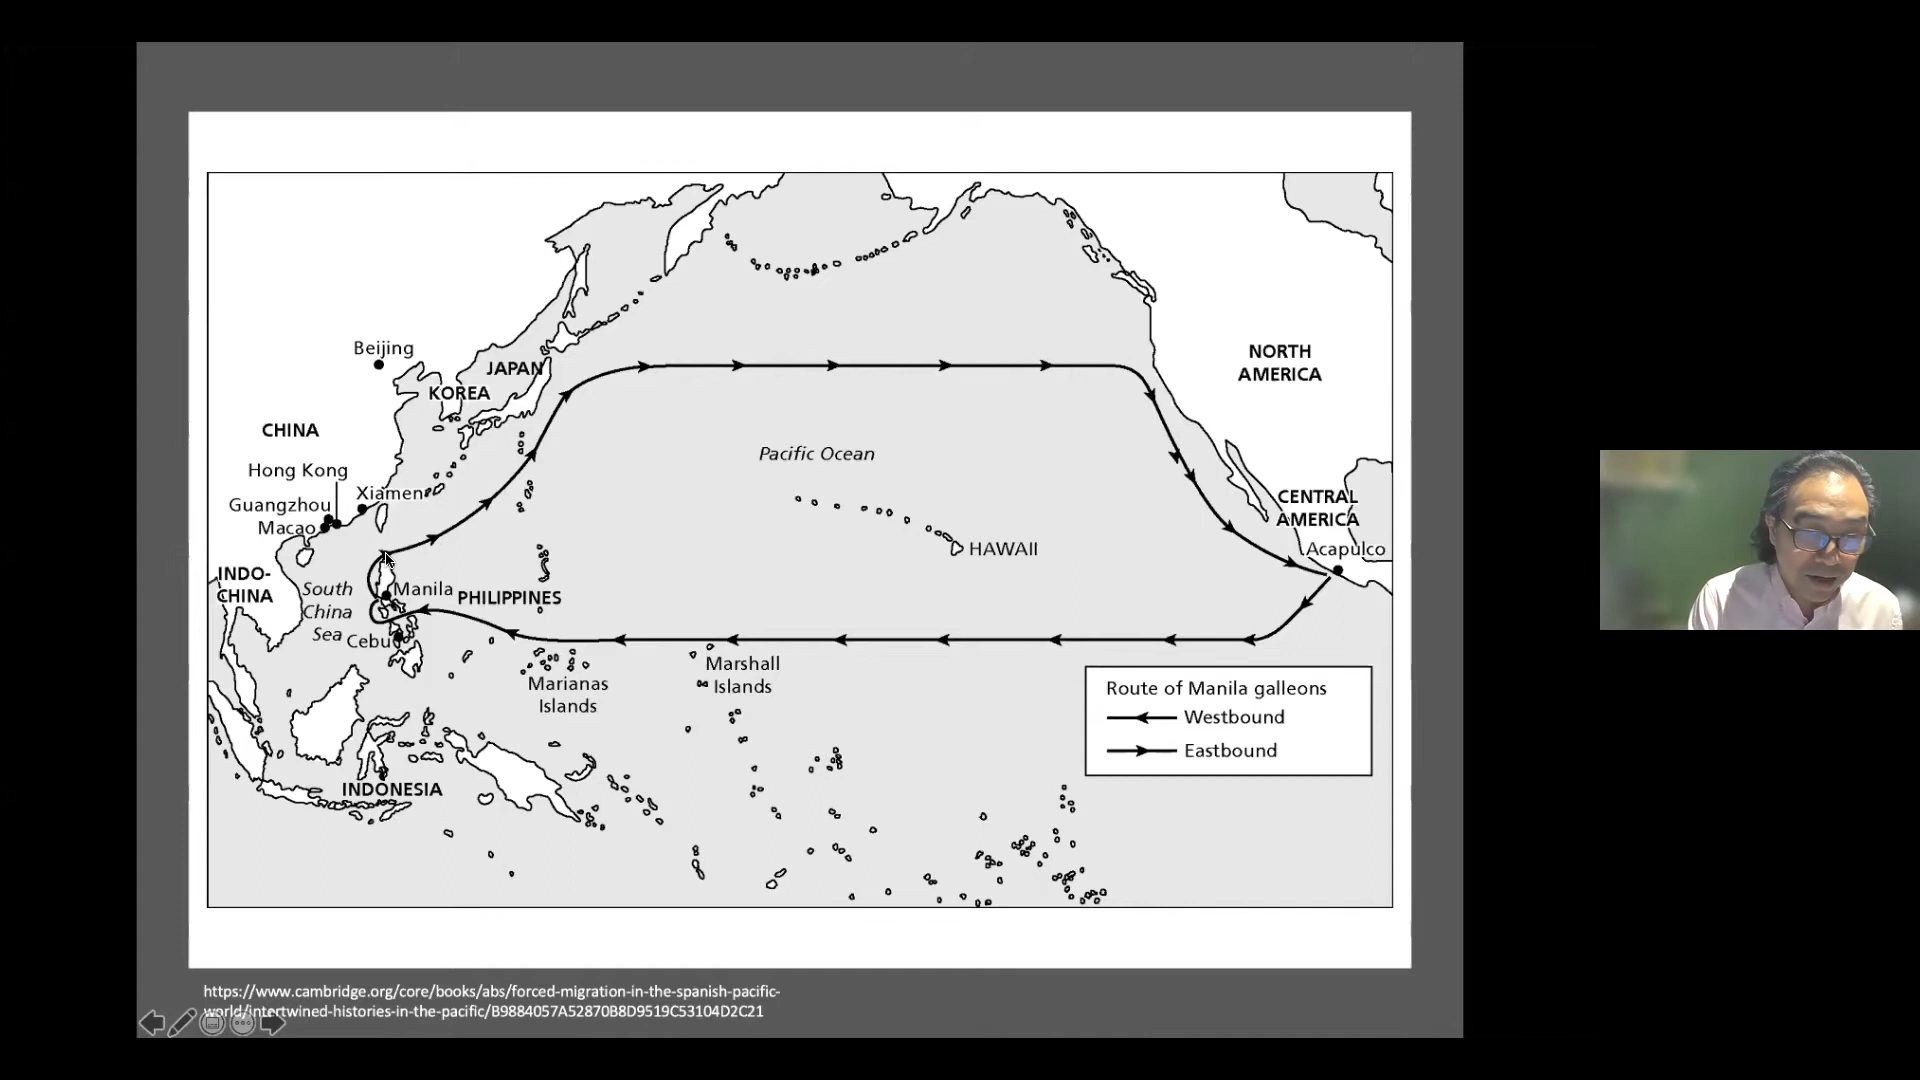 Beijing
JAPAN
KOREA
NORTH
AMERICA
CHINA
Pacific Ocean
Hong Kong
Xiamen
Guangzhou
Macao
CENTRAL
AMERICA
Acapulco
HAWAII
INDO-
CHINA
South
China
Sea
Manila
PHILIPPINES
Cebu
Marshall
Islands
Marianas
Islands
Route of Manila galleons
Westbound
Eastbound
INDONESIA
https://www.cambridge.org/core/books/abs/forced-migration-in-the-spanish-pacific-
world/intertwined-histories-in-the-pacific/B9884057A52870B8D9519C53104D2C21